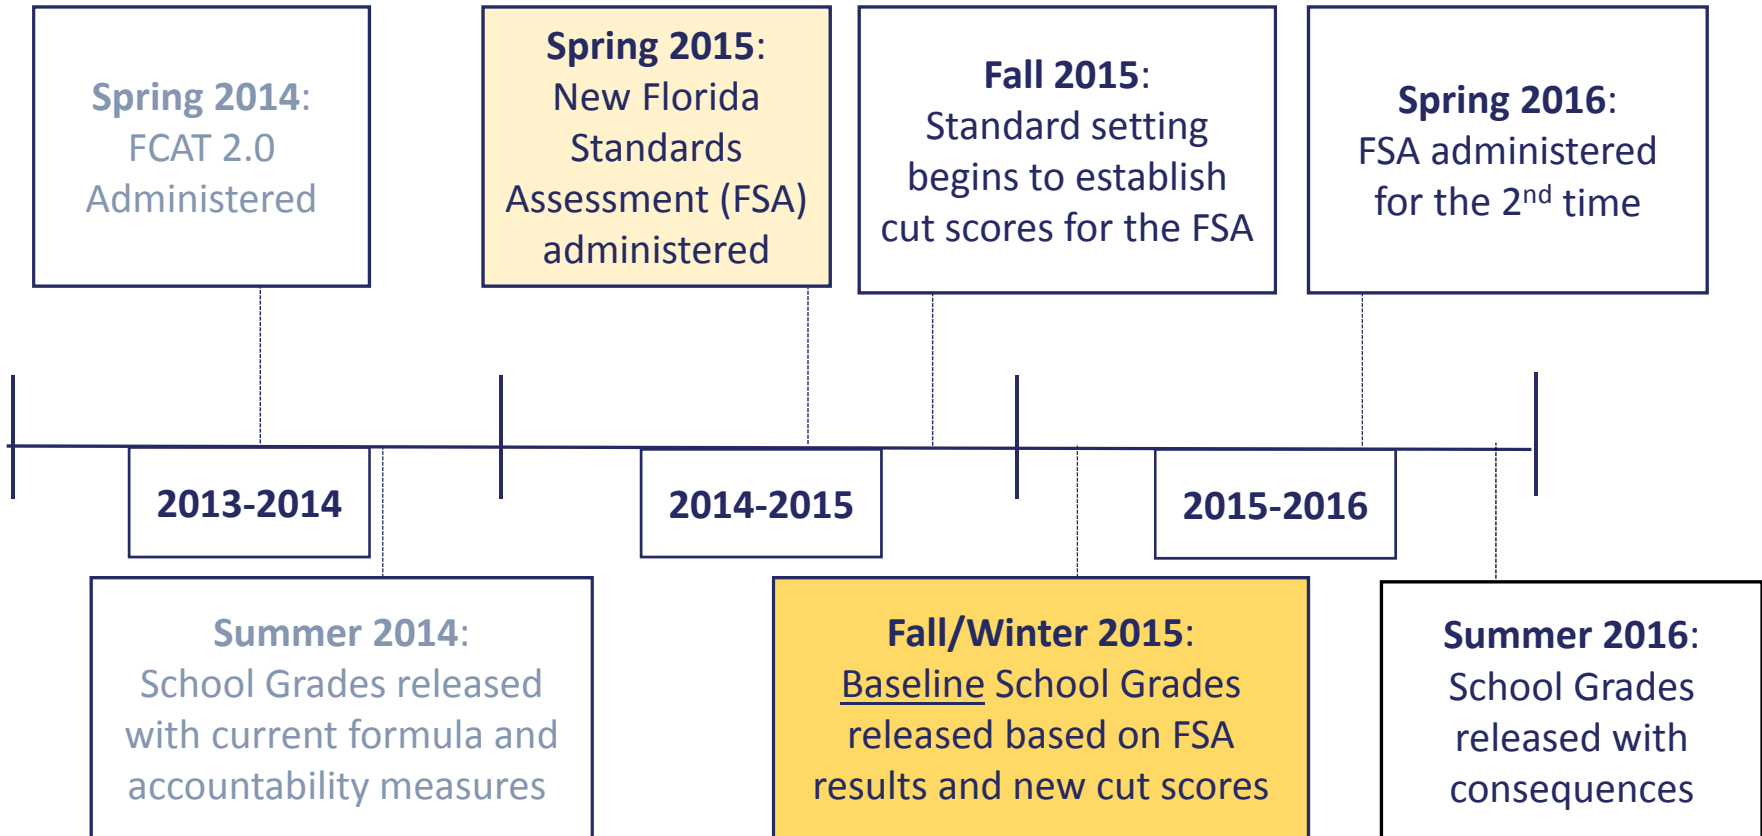 Spring 2014:
FCAT 2.0
Administered
Spring 2015:
New Florida
Standards
Assessment (FSA)
administered
Fall 2015:
Standard setting
begins to establish
cut scores for the FSA
Spring 2016:
FSA administered
for the 2nd time
2013-2014
2014-2015
2015-2016
Summer 2014:
School Grades released
with current formula and
accountability measures
Fall/Winter 2015:
Baseline School Grades
released based on FSA
results and new cut scores
Summer 2016:
School Grades
released with
consequences